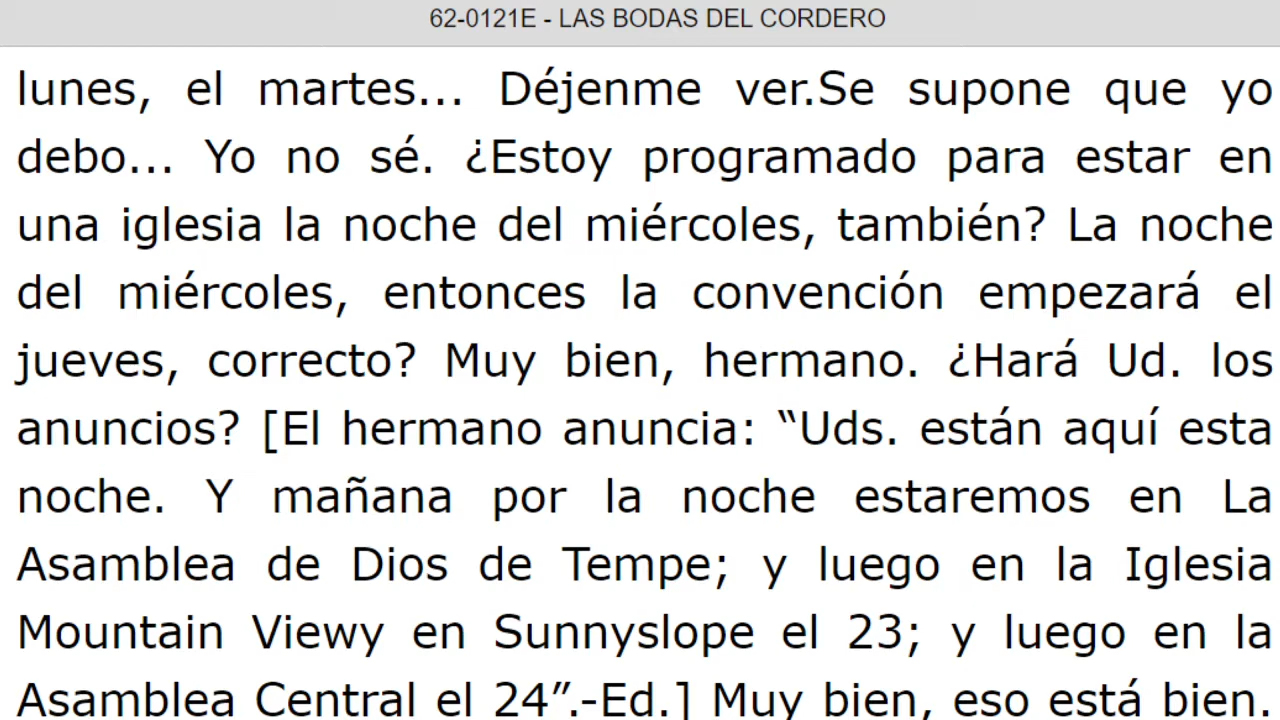 62-0121E - LAS BODAS DEL CORDERO
lunes, el martes... Déjenme ver.Se supone que yo
debo... Yo no sé. ¿Estoy programado para estar en
una iglesia la noche del miércoles, también? La noche
del miércoles, entonces la convención empezará el
jueves, correcto? Muy bien, hermano. ¿Hará Ud. los
anuncios? [El hermano anuncia: “Uds. están aquí esta
noche. Y mañana por la noche estaremos en La
Asamblea de Dios de Tempe; y luego en la Iglesia
Mountain Viewy en Sunnyslope el 23; y luego en la
Asamblea Central el 24”.-Ed.] Muy bien, eso está bien.